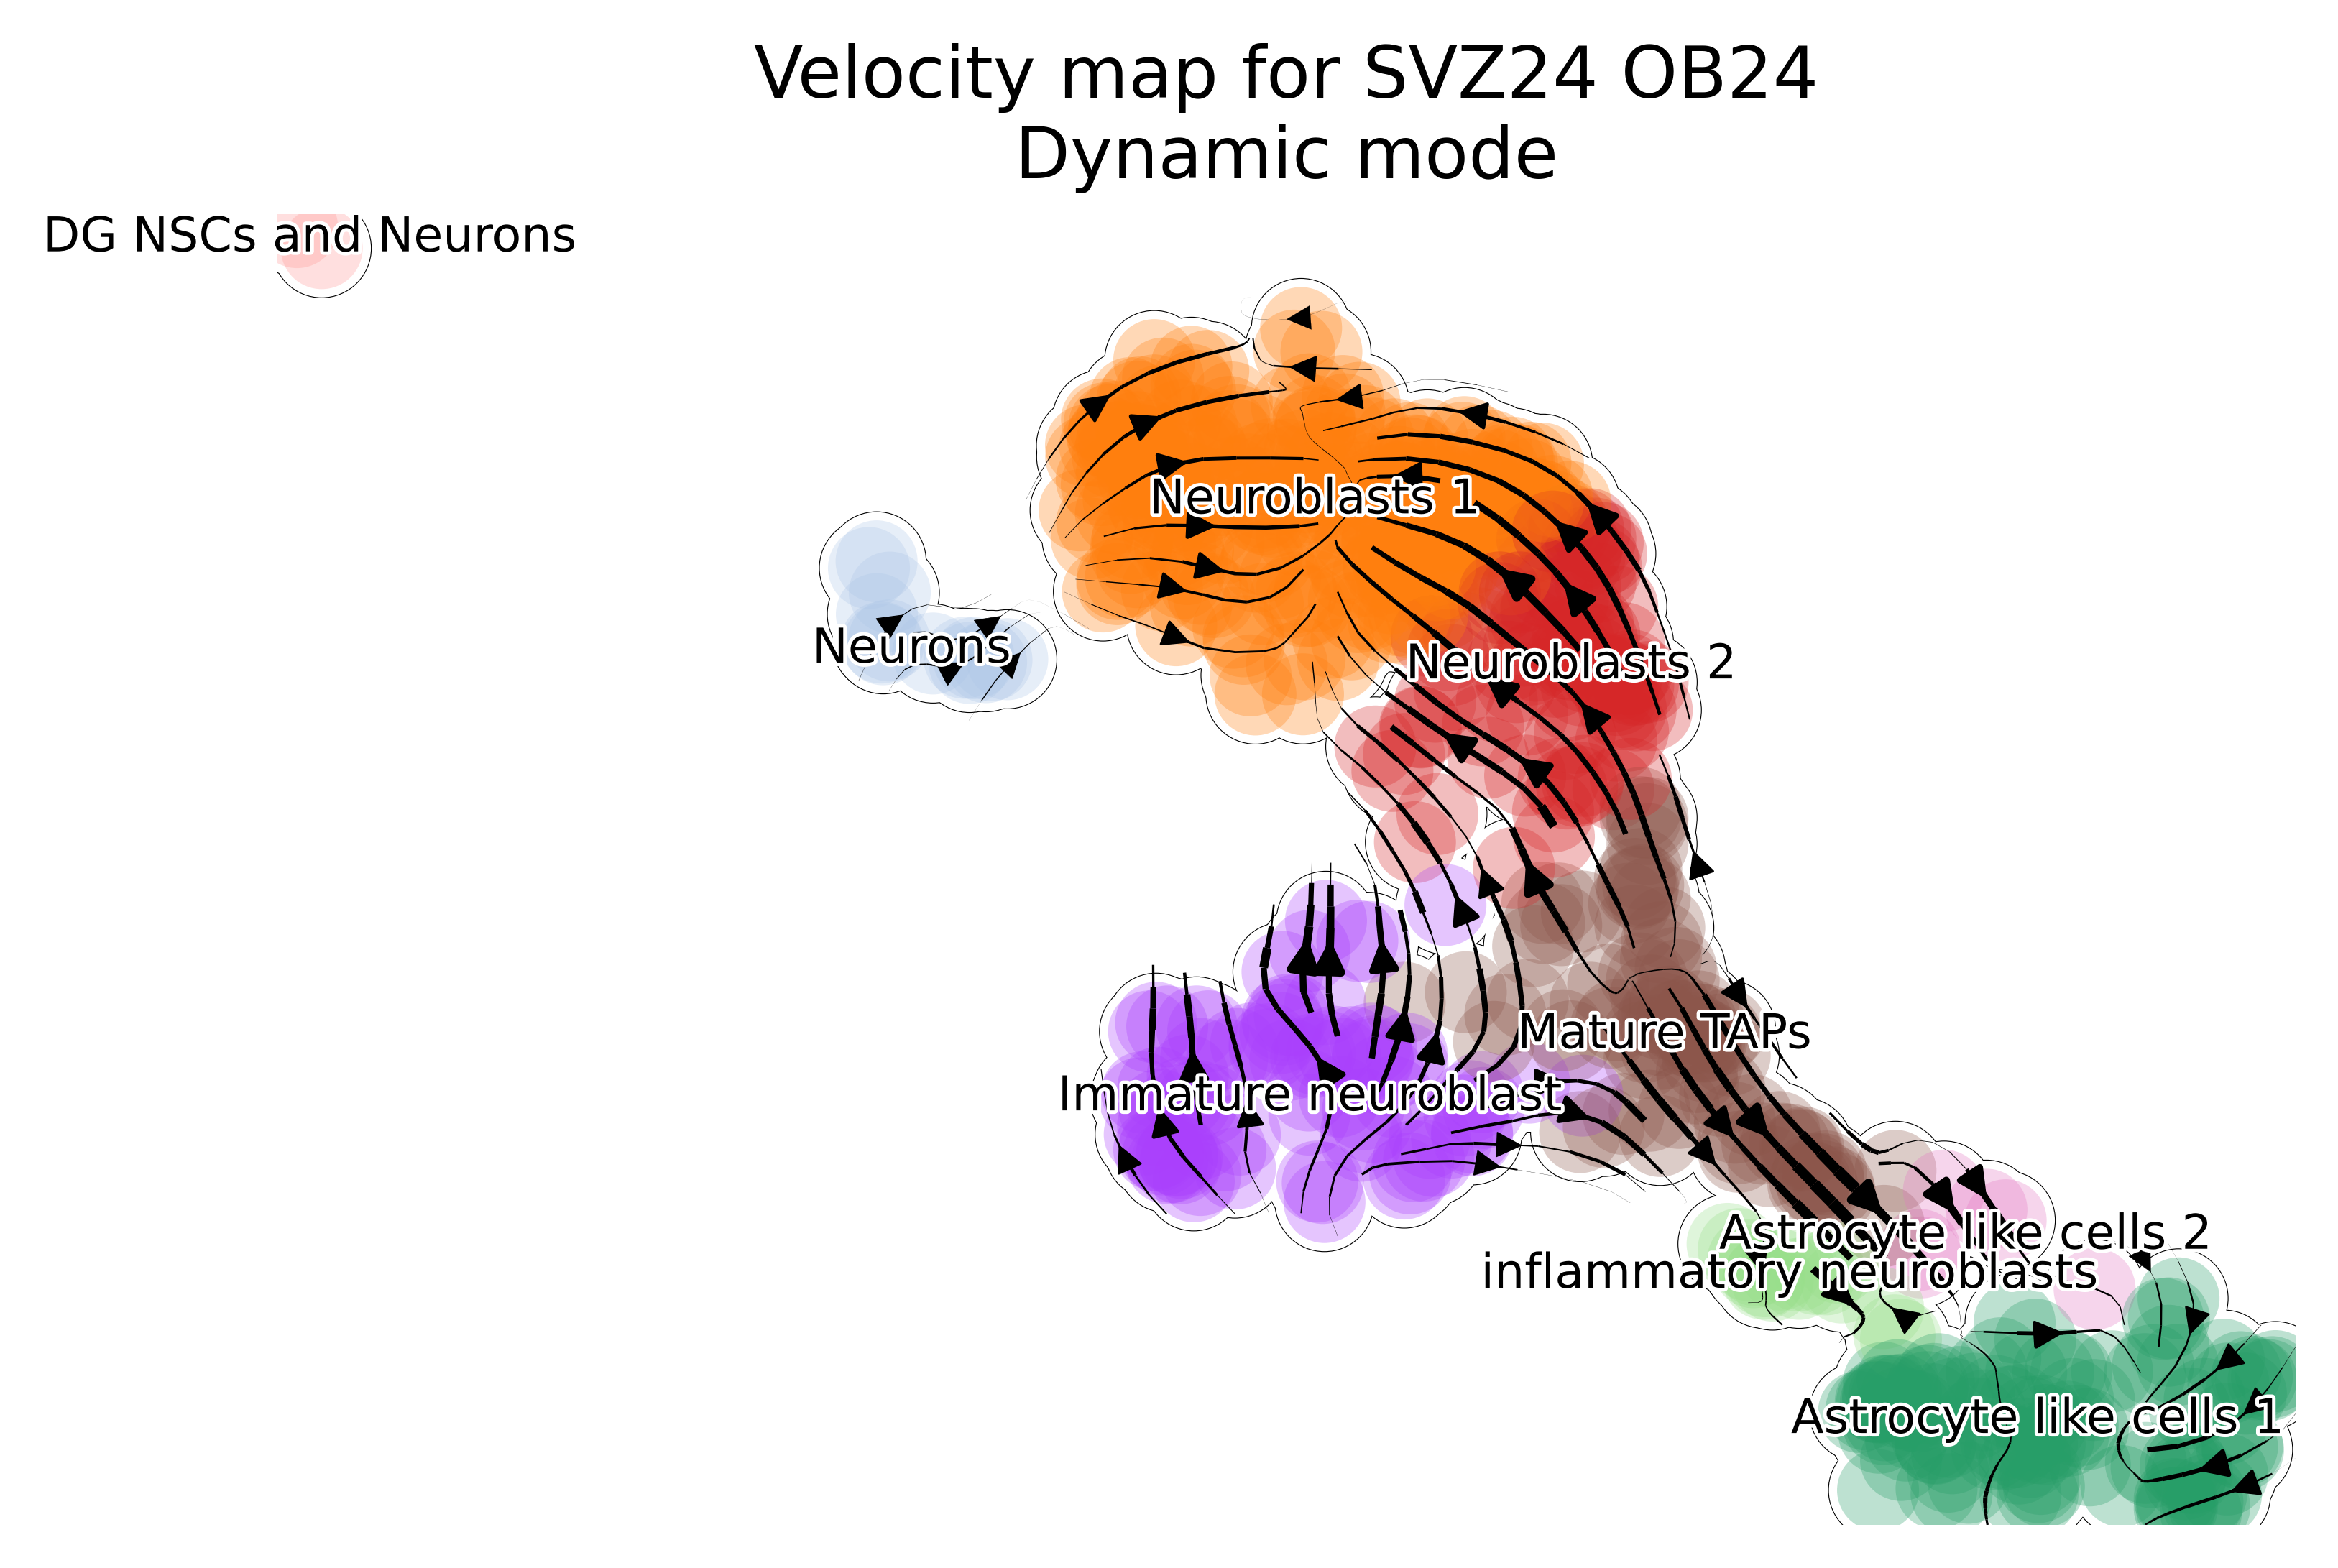 Velocity map for SVZ24 OB24
Dynamic mode
DG NSCs and Neurons
Neuroblasts 1
Neurons
Neuroblasts 2
Mature TAPs
Immature neuroblast
Astrocyte like cells 2
inflammatory neuroblasts
Astrocyte like cells 1